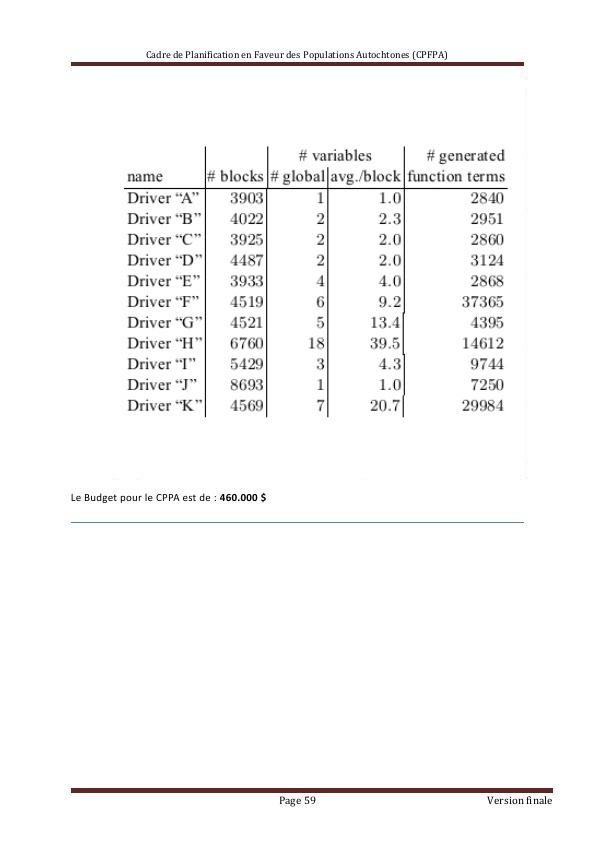 Cadre de Planification en Faveur des Populations Autochtones (CPFPA)
# variables # generated
name # blocks # global avg./block function terms
Driver “A” 3903 1 1.0 2840
Driver “B” 4022 2 2.3 2951
Driver “C” 3925 2 2.0 2860
Driver “D” 4487 2 2.0 3124
Driver “E” 3933 4 4.0 2868
Driver “F” 4519 6 9.2 37365
Driver “G” 4521 5 13.4 4395
Driver “H” 6760 18 39.5 14612
Driver “I” 5429 3 4.3 9744
Driver “J” 8693 1 1.0 7250
Driver “K” 4569 7 20.7 29984
Le Budget pour le CPPA est de : 460.000 $
Page 59 Version finale